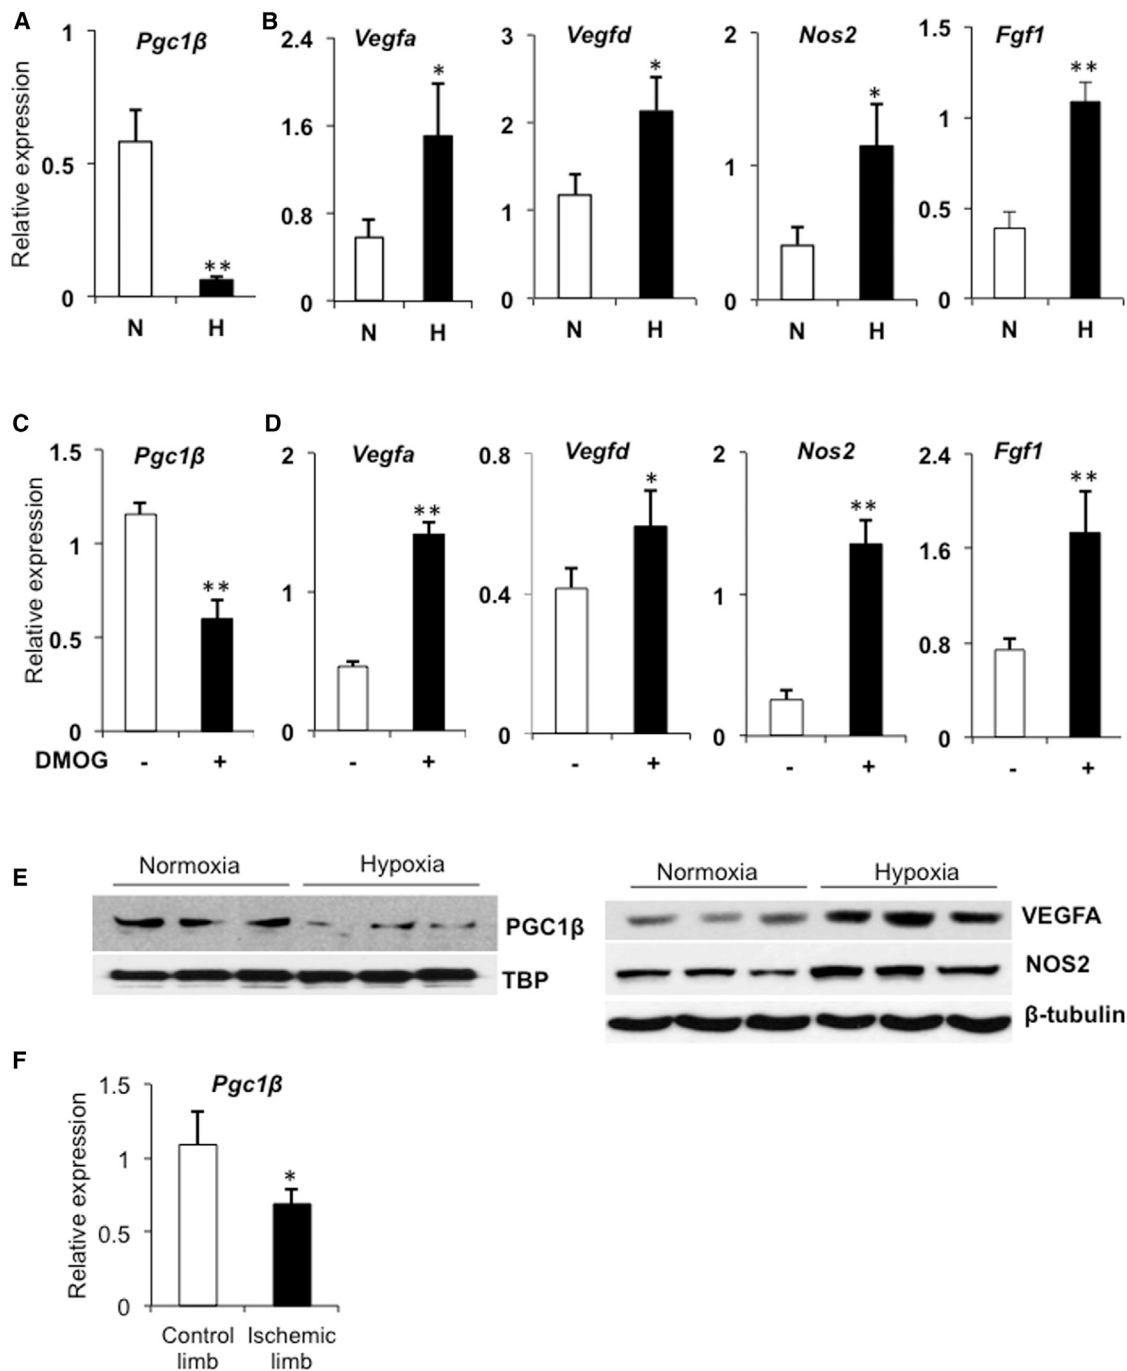 A
B
Pgc1β
Vegfa
Vegfd
Nos2
Fgf1
Relative expression
1
0.5
0
2.4
1.6
0.8
0
3
2
1
0
2
1
0
1.5
1
0.5
0
**
*
*
*
**
N H
N H
N H
N H
N H
C
D
Pgc1β
Vegfa
Vegfd
Nos2
Fgf1
Relative expression
1.5
1
0.5
0
2
1
0
0.8
0.4
0
2
1
0
2.4
1.6
0.8
0
**
**
*
**
**
DMOG - +
- +
- +
- +
- +
E
Normoxia Hypoxia
PGC1β
TBP
Normoxia Hypoxia
VEGFA
NOS2
β-tubulin
F
Pgc1β
Relative expression
1.5
1
0.5
0
*
Control limb
Ischemic limb